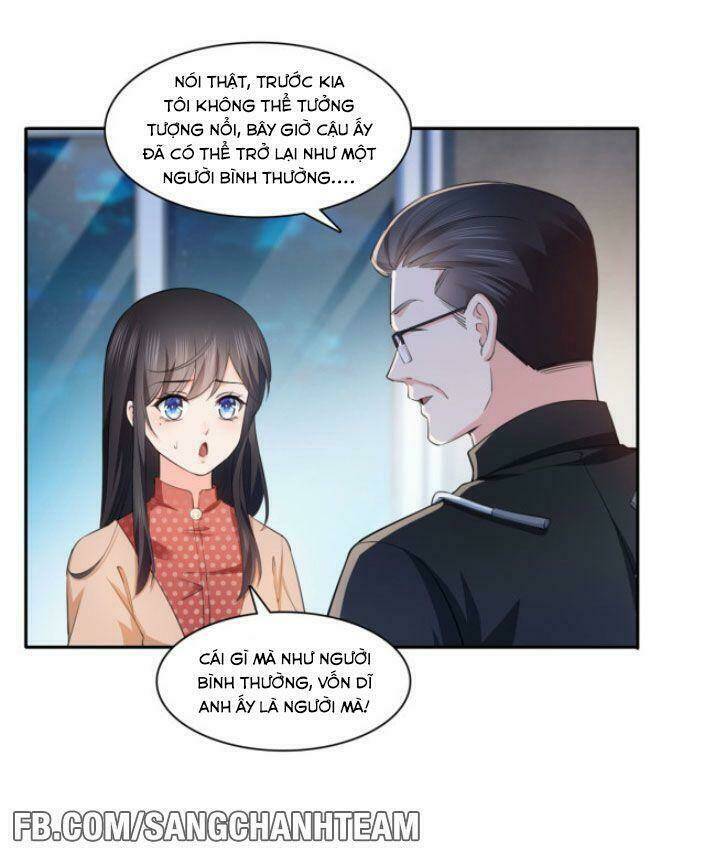 NÓI THẬT, TRƯỚC KIA
TÔI KHÔNG THỂ TƯỞNG
TƯỢNG NỔI, BÂY GIỜ CẬU ẤY
ĐÃ CÓ THỂ TRỞ LẠI NHƯ MỘT
NGƯỜI BÌNH THƯỜNG....
CÁI GÌ MÀ NHƯ NGƯỜI
BÌNH THƯỜNG, VỐN DĨ
ANH ẤY LÀ NGƯỜI MÀ!
FB.COM/SANGCHANHTEAM